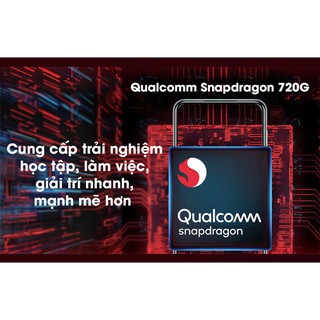 Qualcomm Snapdragon 720G
Cung cấp trải nghiệm
học tập, làm việc,
giải trí nhanh,
mạnh mẽ hơn
Qualcomm
snapdragon